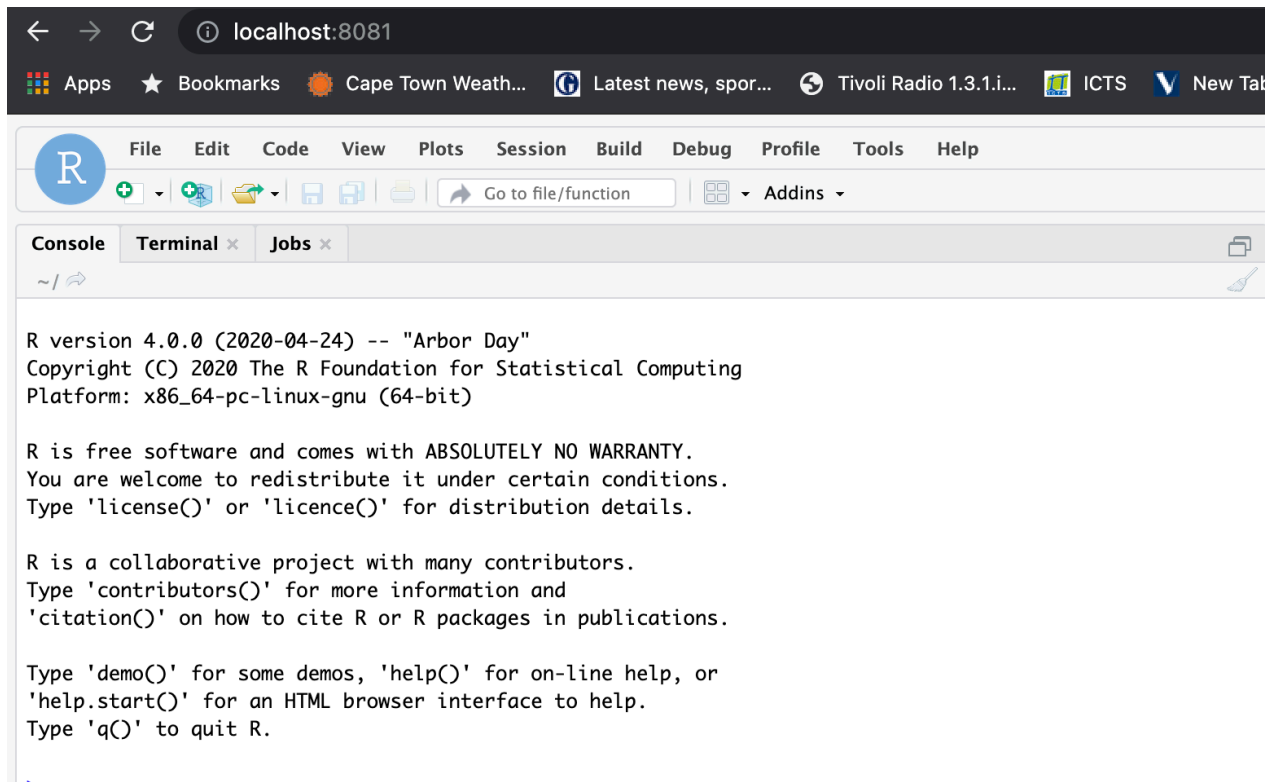 localhost:8081
Apps Bookmarks Cape Town Weath... Latest news, spor... Tivoli Radio 1.3.1.i... ICTS New Tab
R File Edit Code View Plots Session Build Debug Profile Tools Help
Go to file/function Addins
Console Terminal Jobs
~/
R version 4.0.0 (2020-04-24) -- "Arbor Day"
Copyright (C) 2020 The R Foundation for Statistical Computing
Platform: x86_64-pc-linux-gnu (64-bit)
R is free software and comes with ABSOLUTELY NO WARRANTY.
You are welcome to redistribute it under certain conditions.
Type 'license()' or 'licence()' for distribution details.
R is a collaborative project with many contributors.
Type 'contributors()' for more information and
'citation()' on how to cite R or R packages in publications.
Type 'demo()' for some demos, 'help()' for on-line help, or
'help.start()' for an HTML browser interface to help.
Type 'q()' to quit R.